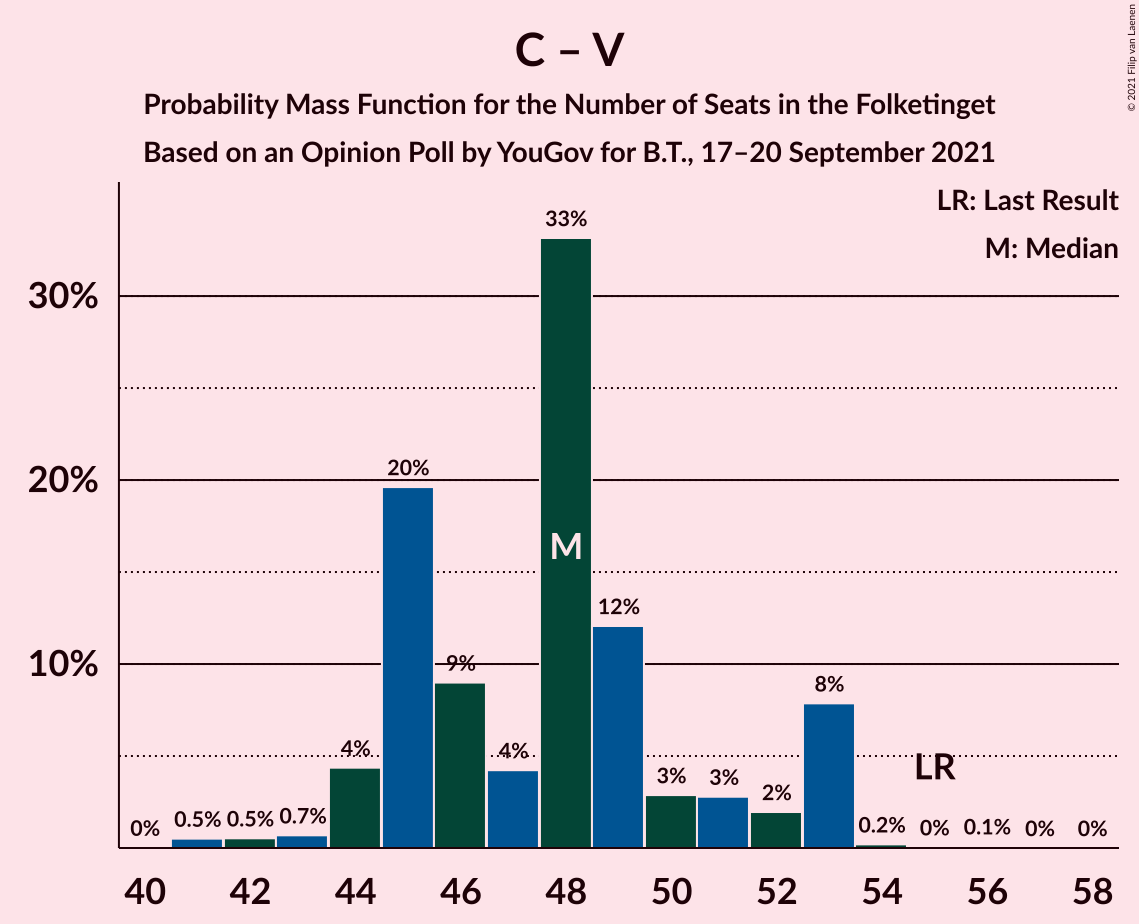 C – V
Probability Mass Function for the Number of Seats in the Folketinget
Based on an Opinion Poll by YouGov for B.T., 17–20 September 2021
© 2021 Filip van Laenen
LR: Last Result
M: Median
30%
20%
10%
0%
0.5%
0.5%
0.7%
4%
20%
9%
4%
33%
M
12%
3%
3%
2%
8%
0.2%
LR
0%
0.1%
0%
0%
40 42 44 46 48 50 52 54 56 58